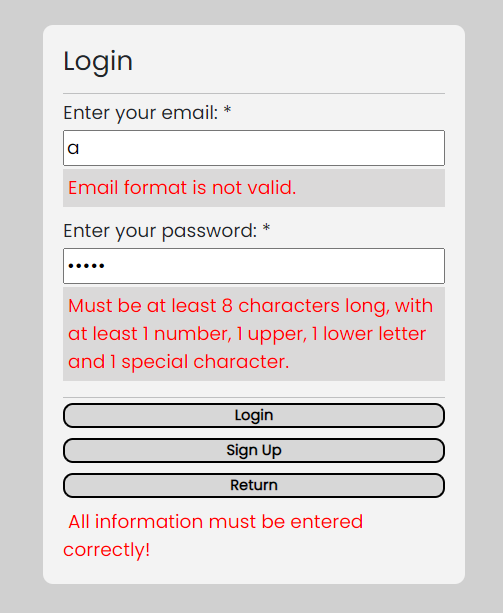 Login
Enter your email: *
a
Email format is not valid.
Enter your password: *
•••••
Must be at least 8 characters long, with
at least 1 number, 1 upper, 1 lower letter
and 1 special character.
Login
Sign Up
Return
All information must be entered
correctly!